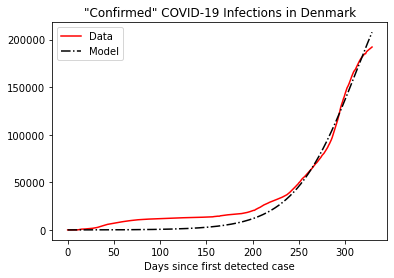 "Confirmed" COVID-19 Infections in Denmark
Data
Model
200000
150000
100000
50000
0
0 50 100 150 200 250 300
Days since first detected case